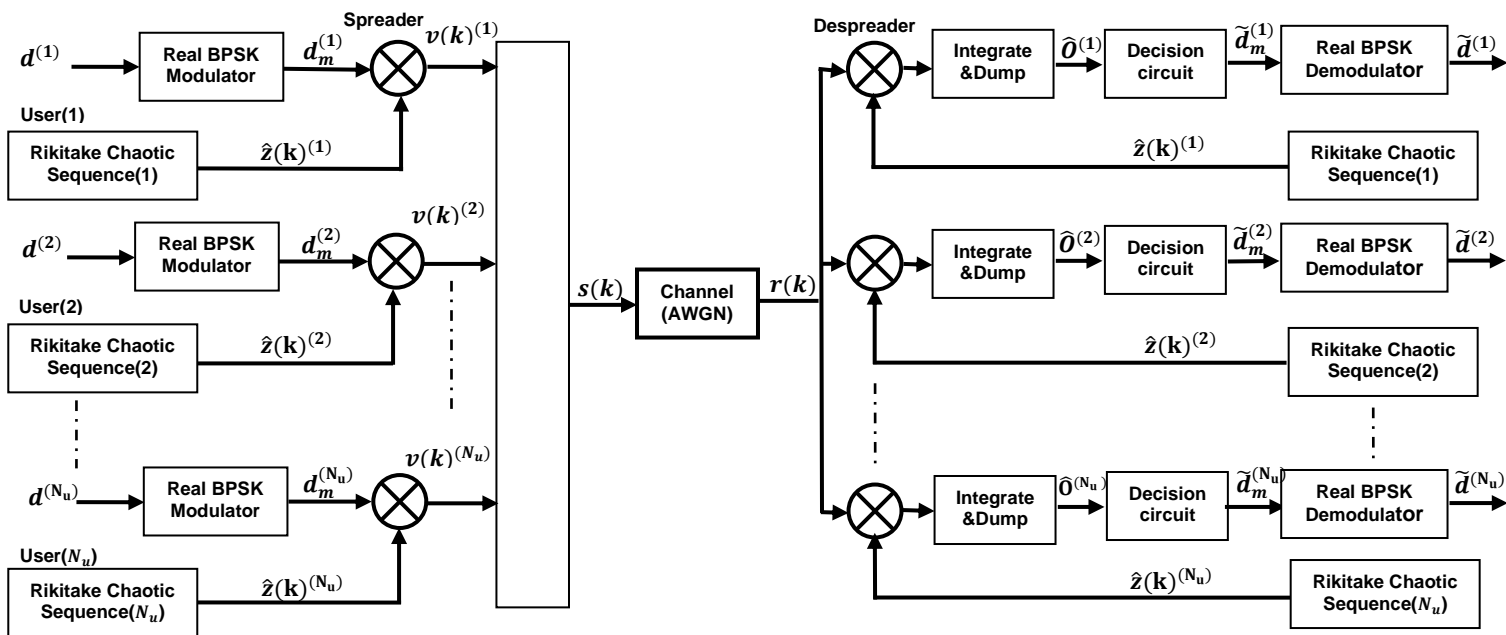 Spreader
d^(1)
Real BPSK
Modulator
d_m^(1)
v(k)^(1)
User(1)
Rikitake Chaotic
Sequence(1)
ẑ(k)^(1)
d^(2)
Real BPSK
Modulator
d_m^(2)
v(k)^(2)
User(2)
Rikitake Chaotic
Sequence(2)
ẑ(k)^(2)
d^(N_u)
Real BPSK
Modulator
d_m^(N_u)
v(k)^(N_u)
User(N_u)
Rikitake Chaotic
Sequence(N_u)
ẑ(k)^(N_u)
s(k)
Channel
(AWGN)
r(k)
Despreader
Integrate
&Dump
Ô^(1)
Decision
circuit
d̃_m^(1)
Real BPSK
Demodulator
d̃^(1)
ẑ(k)^(1)
Rikitake Chaotic
Sequence(1)
Integrate
&Dump
Ô^(2)
Decision
circuit
d̃_m^(2)
Real BPSK
Demodulator
d̃^(2)
ẑ(k)^(2)
Rikitake Chaotic
Sequence(2)
Integrate
&Dump
Ô^(N_u)
Decision
circuit
d̃_m^(N_u)
Real BPSK
Demodulator
d̃^(N_u)
ẑ(k)^(N_u)
Rikitake Chaotic
Sequence(N_u)